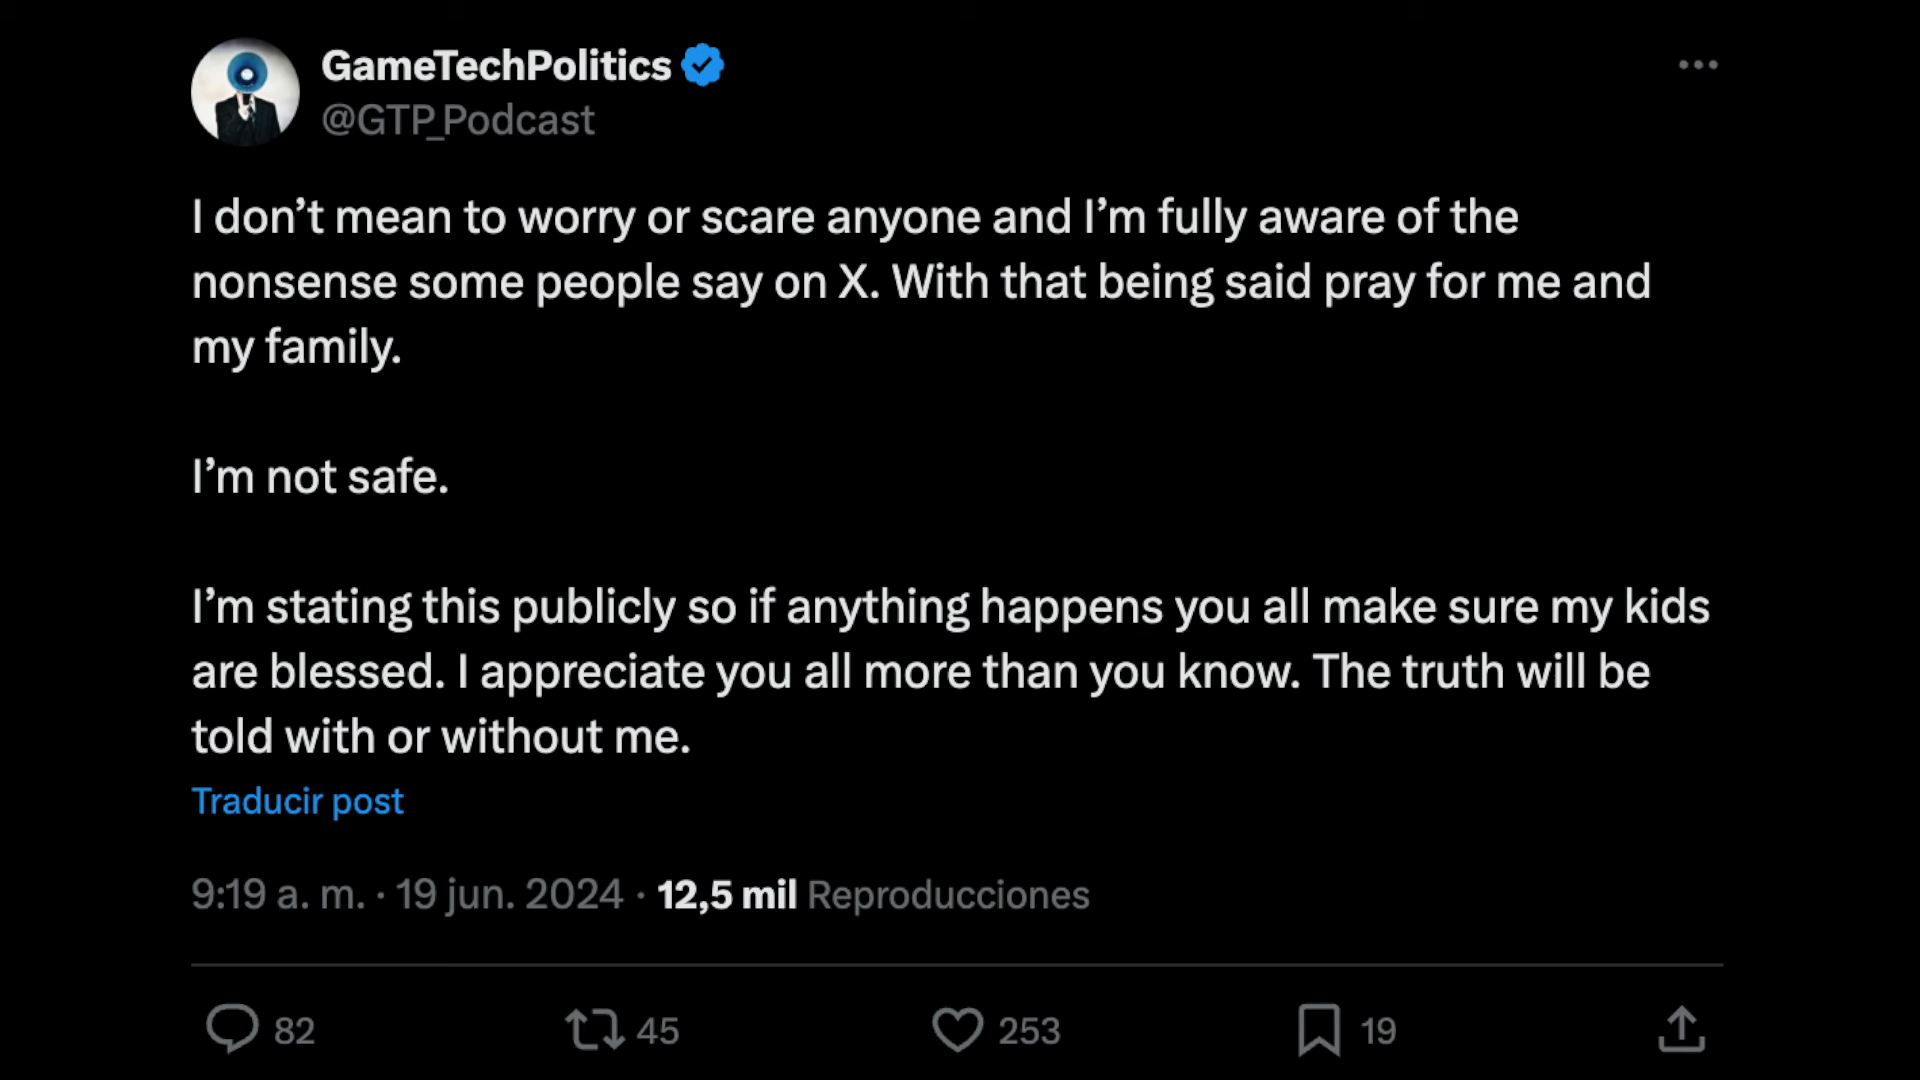 GameTechPolitics
@GTP_Podcast
I don’t mean to worry or scare anyone and I’m fully aware of the
nonsense some people say on X. With that being said pray for me and
my family.
I’m not safe.
I’m stating this publicly so if anything happens you all make sure my kids
are blessed. I appreciate you all more than you know. The truth will be
told with or without me.
Traducir post
9:19 a. m. · 19 jun. 2024 · 12,5 mil Reproducciones
82 45 253 19